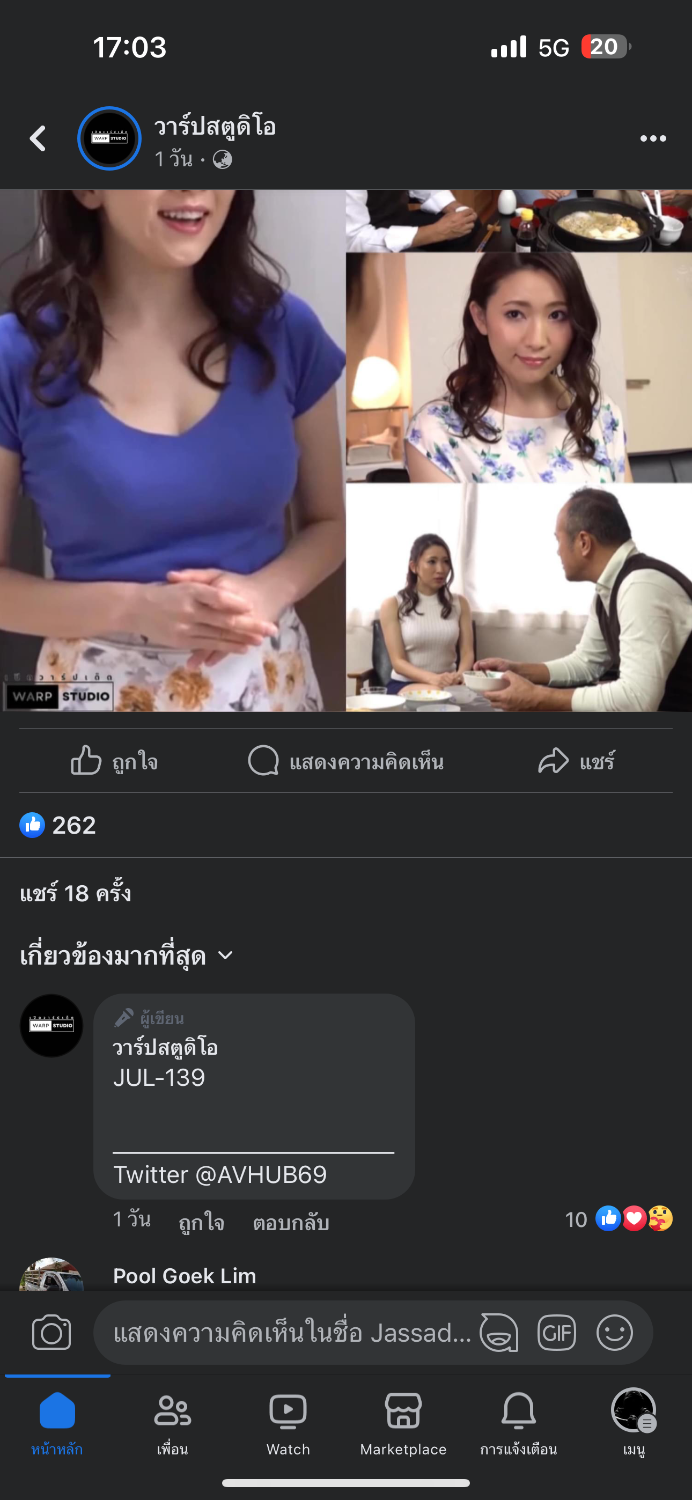 17:03
5G
20
วาร์ปสตูดิโอ
1 วัน ·
WARP STUDIO
ถูกใจ
แสดงความคิดเห็น
แชร์
262
แชร์ 18 ครั้ง
เกี่ยวข้องมากที่สุด
WARP STUDIO
ผู้เขียน
วาร์ปสตูดิโอ
JUL-139
Twitter @AVHUB69
1 วัน
ถูกใจ
ตอบกลับ
10
Pool Goek Lim
แสดงความคิดเห็นในชื่อ Jassad...
GIF
หน้าหลัก
เพื่อน
Watch
Marketplace
การแจ้งเตือน
เมนู